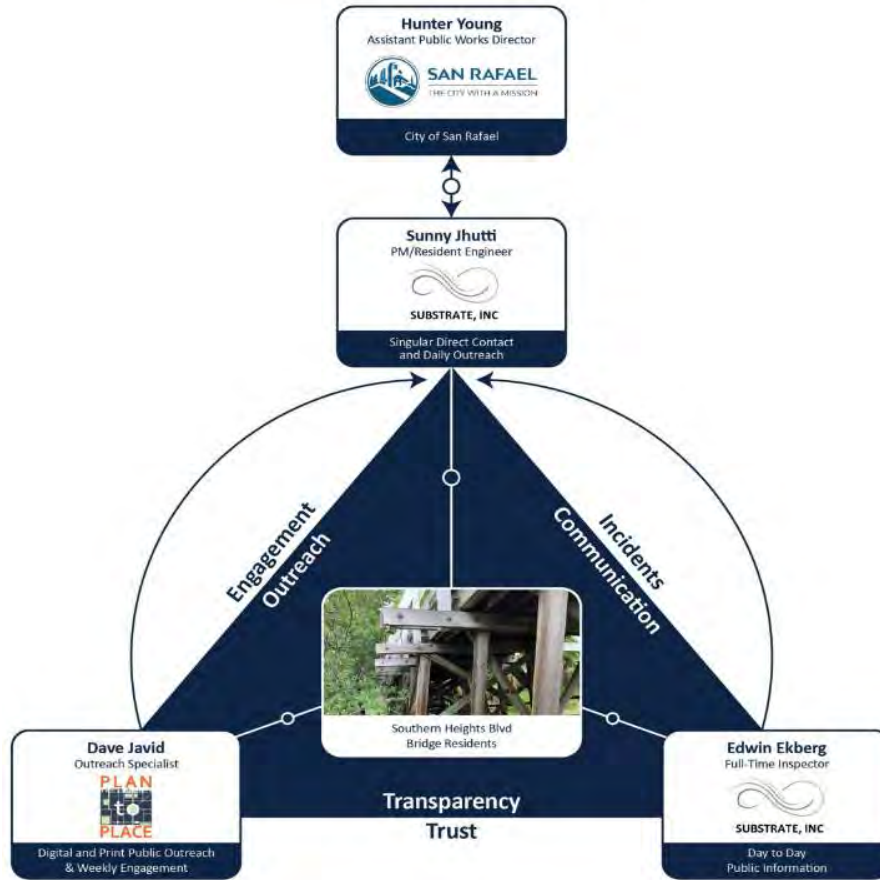 Hunter Young
Assistant Public Works Director
SAN RAFAEL
THE CITY WITH A MISSION
City of San Rafael
Sunny Jhutti
PM/Resident Engineer
SUBSTRATE, INC
Singular Direct Contact
and Daily Outreach
Engagement
Outreach
Incidents
Communication
Southern Heights Blvd
Bridge Residents
Dave Javid
Outreach Specialist
PLAN
to
PLACE
Digital and Print Public Outreach
& Weekly Engagement
Transparency
Trust
Edwin Ekberg
Full-Time Inspector
SUBSTRATE, INC
Day to Day
Public Information